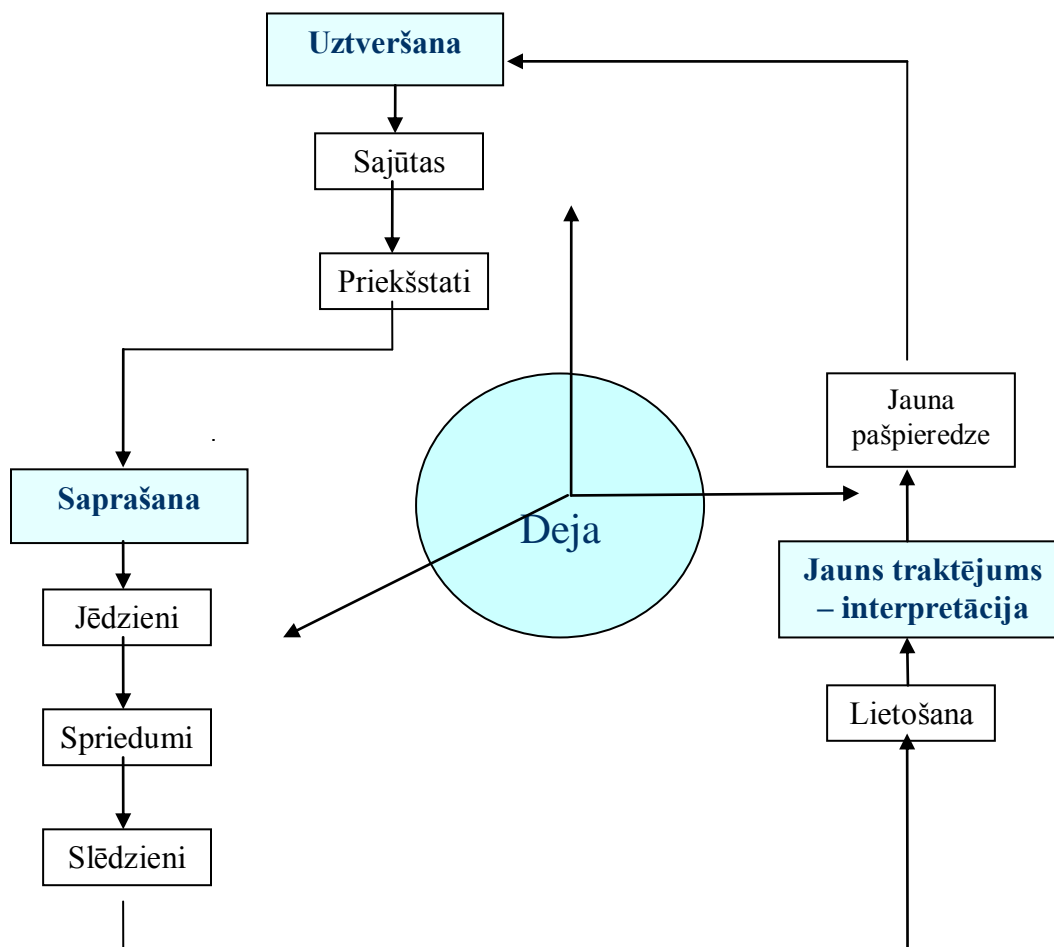 Uztveršana
Sajūtas
Priekšstati
Saprašana
Jēdzieni
Spriedumi
Slēdzieni
Deja
Jauna
pašpieredze
Jauns traktējums
– interpretācija
Lietošana